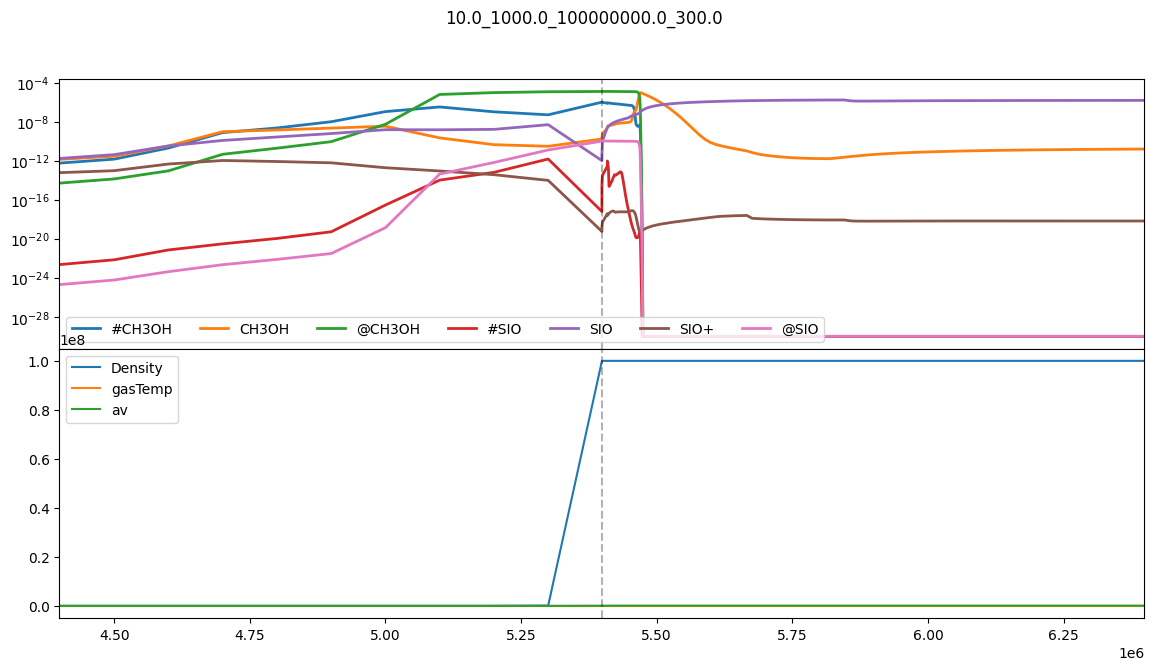 10.0_1000.0_100000000.0_300.0
10⁻⁴
10⁻⁸
10⁻¹²
10⁻¹⁶
10⁻²⁰
10⁻²⁴
10⁻²⁸
#CH3OH CH3OH @CH3OH #SIO SIO SIO+ @SIO
1e8
1.0
0.8
0.6
0.4
0.2
0.0
Density
gasTemp
av
4.50 4.75 5.00 5.25 5.50 5.75 6.00 6.25
1e6